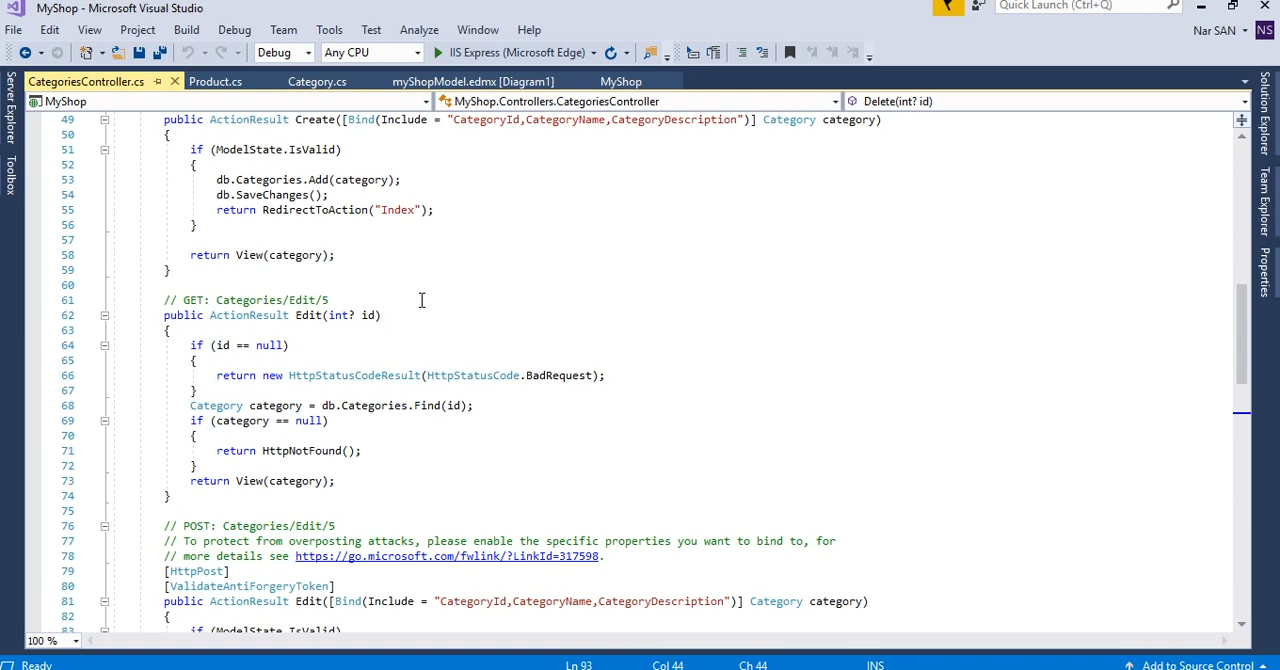 MyShop - Microsoft Visual Studio
Quick Launch (Ctrl+Q)
File Edit View Project Build Debug Team Tools Test Analyze Window Help
Nar SAN NS
Debug Any CPU IIS Express (Microsoft Edge)
CategoriesController.cs Product.cs Category.cs myShopModel.edmx [Diagram1] MyShop
MyShop MyShop.Controllers.CategoriesController Delete(int? id)
Server Explorer
Toolbox
Solution Explorer
Team Explorer
Properties
49 public ActionResult Create([Bind(Include = "CategoryId,CategoryName,CategoryDescription")] Category category)
50 {
51 if (ModelState.IsValid)
52 {
53 db.Categories.Add(category);
54 db.SaveChanges();
55 return RedirectToAction("Index");
56 }
57
58 return View(category);
59 }
60
61 // GET: Categories/Edit/5
62 public ActionResult Edit(int? id)
63 {
64 if (id == null)
65 {
66 return new HttpStatusCodeResult(HttpStatusCode.BadRequest);
67 }
68 Category category = db.Categories.Find(id);
69 if (category == null)
70 {
71 return HttpNotFound();
72 }
73 return View(category);
74 }
75
76 // POST: Categories/Edit/5
77 // To protect from overposting attacks, please enable the specific properties you want to bind to, for
78 // more details see https://go.microsoft.com/fwlink/?LinkId=317598.
79 [HttpPost]
80 [ValidateAntiForgeryToken]
81 public ActionResult Edit([Bind(Include = "CategoryId,CategoryName,CategoryDescription")] Category category)
82 {
83 if (ModelState.IsValid)
100 %
Ready Ln 93 Col 44 Ch 44 INS Add to Source Control